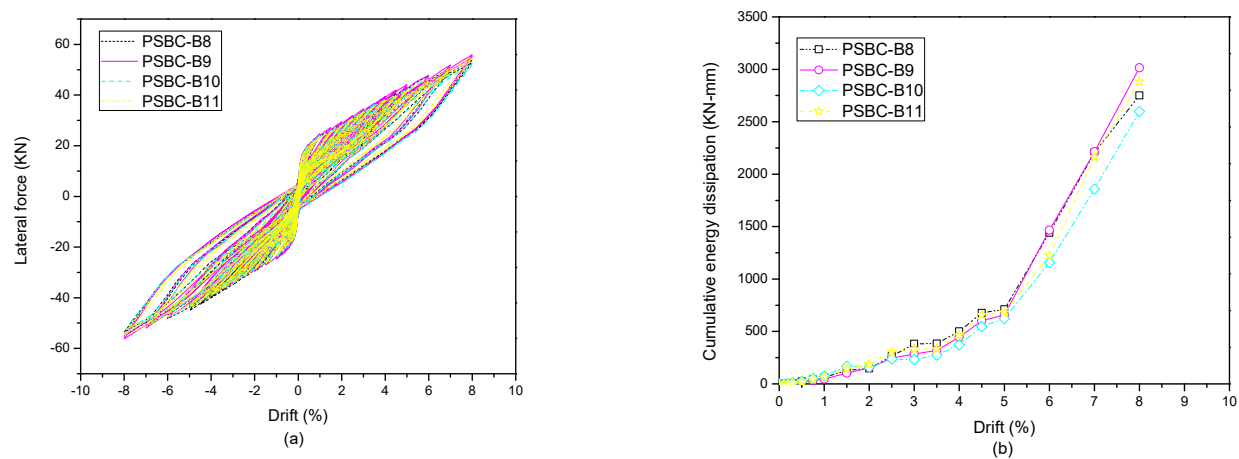 60
40
20
0
-20
-40
-60
Lateral force (KN)
PSBC-B8
PSBC-B9
PSBC-B10
PSBC-B11
-8 -6 -4 -2 0 2 4 6 8 10
Drift (%)
(a)
3500
3000
2500
2000
1500
1000
500
0
Cumulative energy dissipation (KN-mm)
PSBC-B8
PSBC-B9
PSBC-B10
PSBC-B11
0 1 2 3 4 5 6 7 8 9 10
Drift (%)
(b)